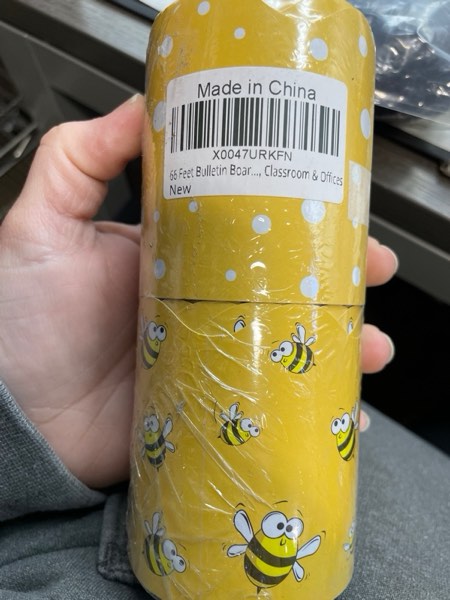 Made in China
X0047URKFN
66 Feet Bulletin Boar..., Classroom & Offices
New